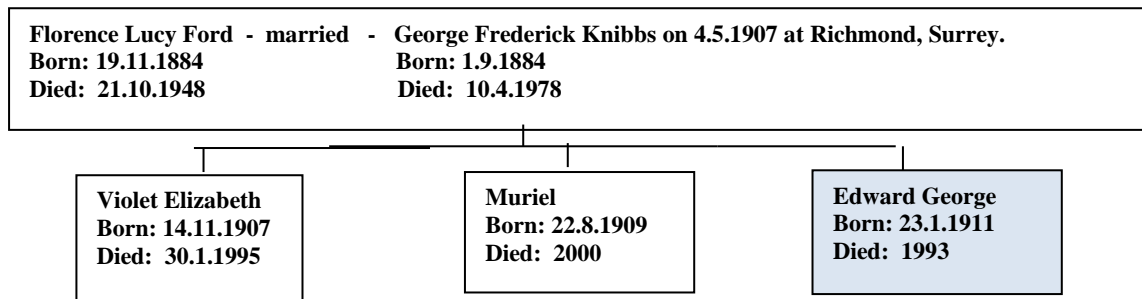 Florence Lucy Ford - married - George Frederick Knibbs on 4.5.1907 at Richmond, Surrey.
Born: 19.11.1884 Born: 1.9.1884
Died: 21.10.1948 Died: 10.4.1978
Violet Elizabeth
Born: 14.11.1907
Died: 30.1.1995
Muriel
Born: 22.8.1909
Died: 2000
Edward George
Born: 23.1.1911
Died: 1993